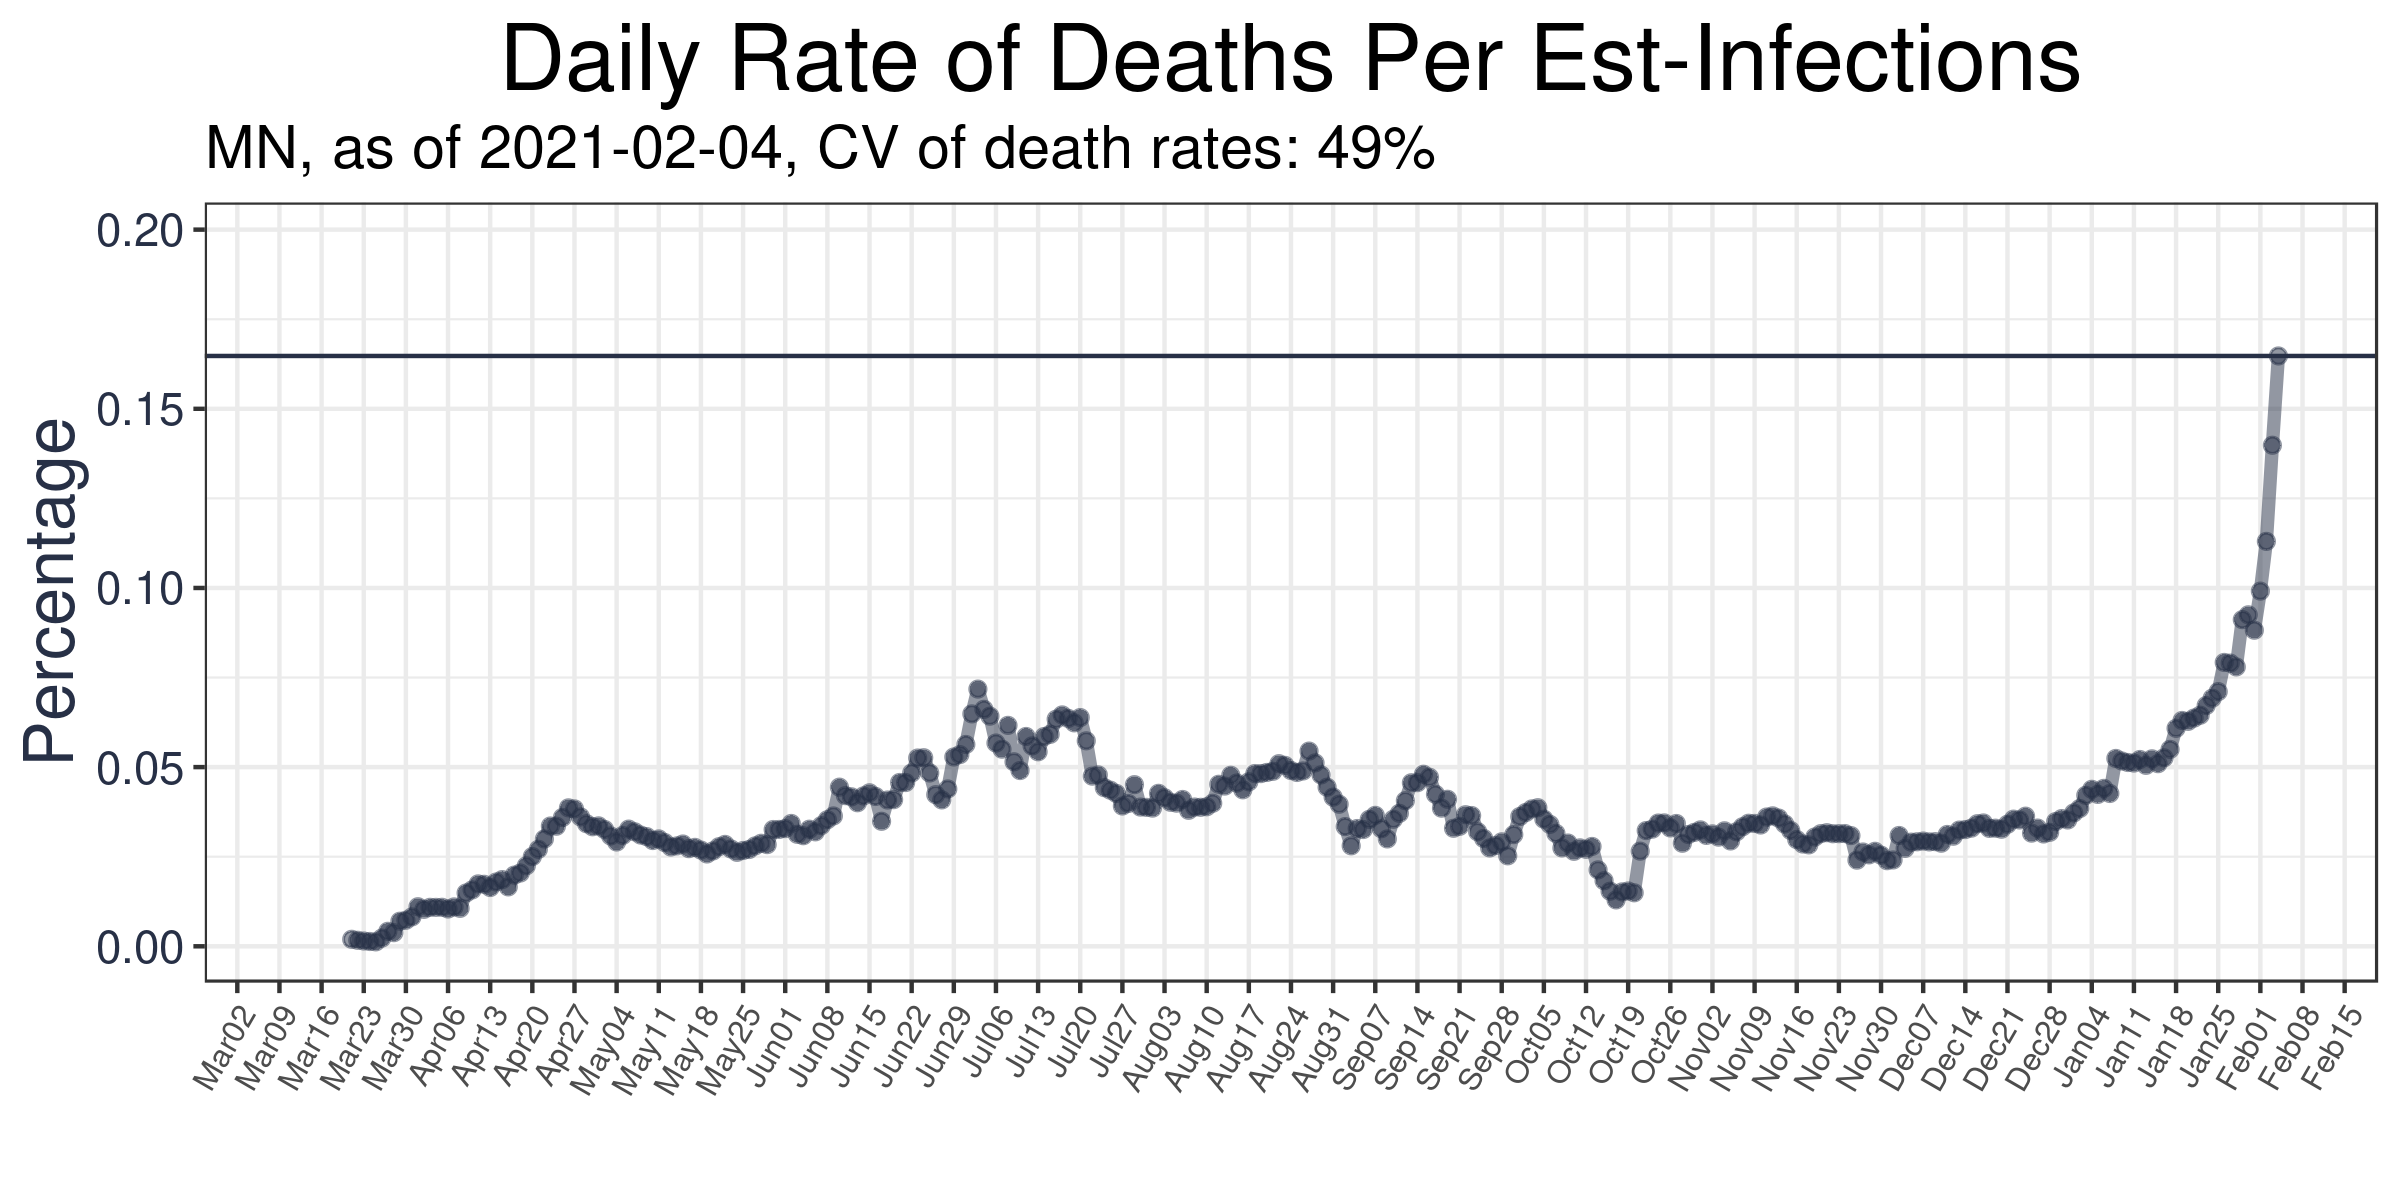 Daily Rate of Deaths Per Est-Infections
MN, as of 2021-02-04, CV of death rates: 49%
Percentage
0.20
0.15
0.10
0.05
0.00
Mar02
Mar09
Mar16
Mar23
Mar30
Apr06
Apr13
Apr20
Apr27
May04
May11
May18
May25
Jun01
Jun08
Jun15
Jun22
Jun29
Jul06
Jul13
Jul20
Jul27
Aug03
Aug10
Aug17
Aug24
Aug31
Sep07
Sep14
Sep21
Sep28
Oct05
Oct12
Oct19
Oct26
Nov02
Nov09
Nov16
Nov23
Nov30
Dec07
Dec14
Dec21
Dec28
Jan04
Jan11
Jan18
Jan25
Feb01
Feb08
Feb15